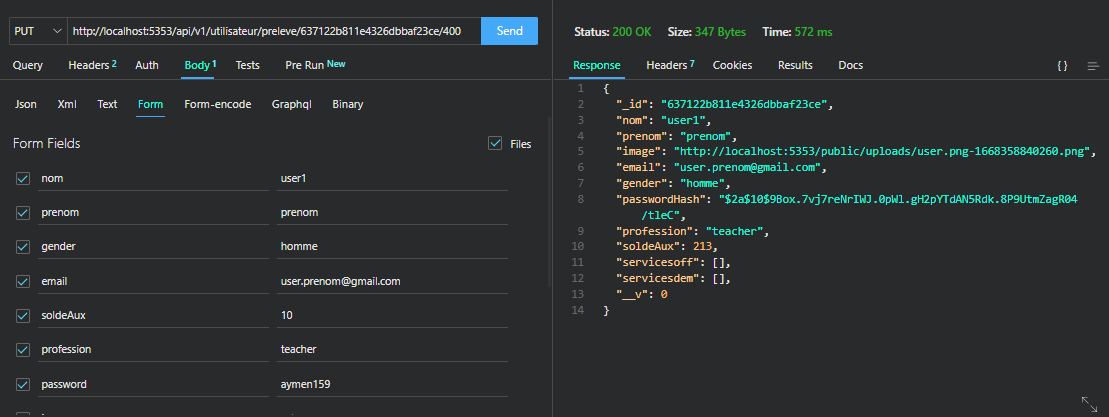 PUT http://localhost:5353/api/v1/utilisateur/preleve/637122b811e4326dbbaf23ce/400 Send
Query Headers 2 Auth Body 1 Tests Pre Run New
Json Xml Text Form Form-encode Graphql Binary
Form Fields Files
nom user1
prenom prenom
gender homme
email user.prenom@gmail.com
soldeAux 10
profession teacher
password aymen159
Status: 200 OK Size: 347 Bytes Time: 572 ms
Response Headers 7 Cookies Results Docs { }
1 {
2 "_id": "637122b811e4326dbbaf23ce",
3 "nom": "user1",
4 "prenom": "prenom",
5 "image": "http://localhost:5353/public/uploads/user.png-1668358840260.png",
6 "email": "user.prenom@gmail.com",
7 "gender": "homme",
8 "passwordHash": "$2a$10$9Box.7vj7reNrIWJ.0pWl.gH2pYTdAN5Rdk.8P9UtmZagR04
/tleC",
9 "profession": "teacher",
10 "soldeAux": 213,
11 "servicesoff": [],
12 "servicesdem": [],
13 "__v": 0
14 }